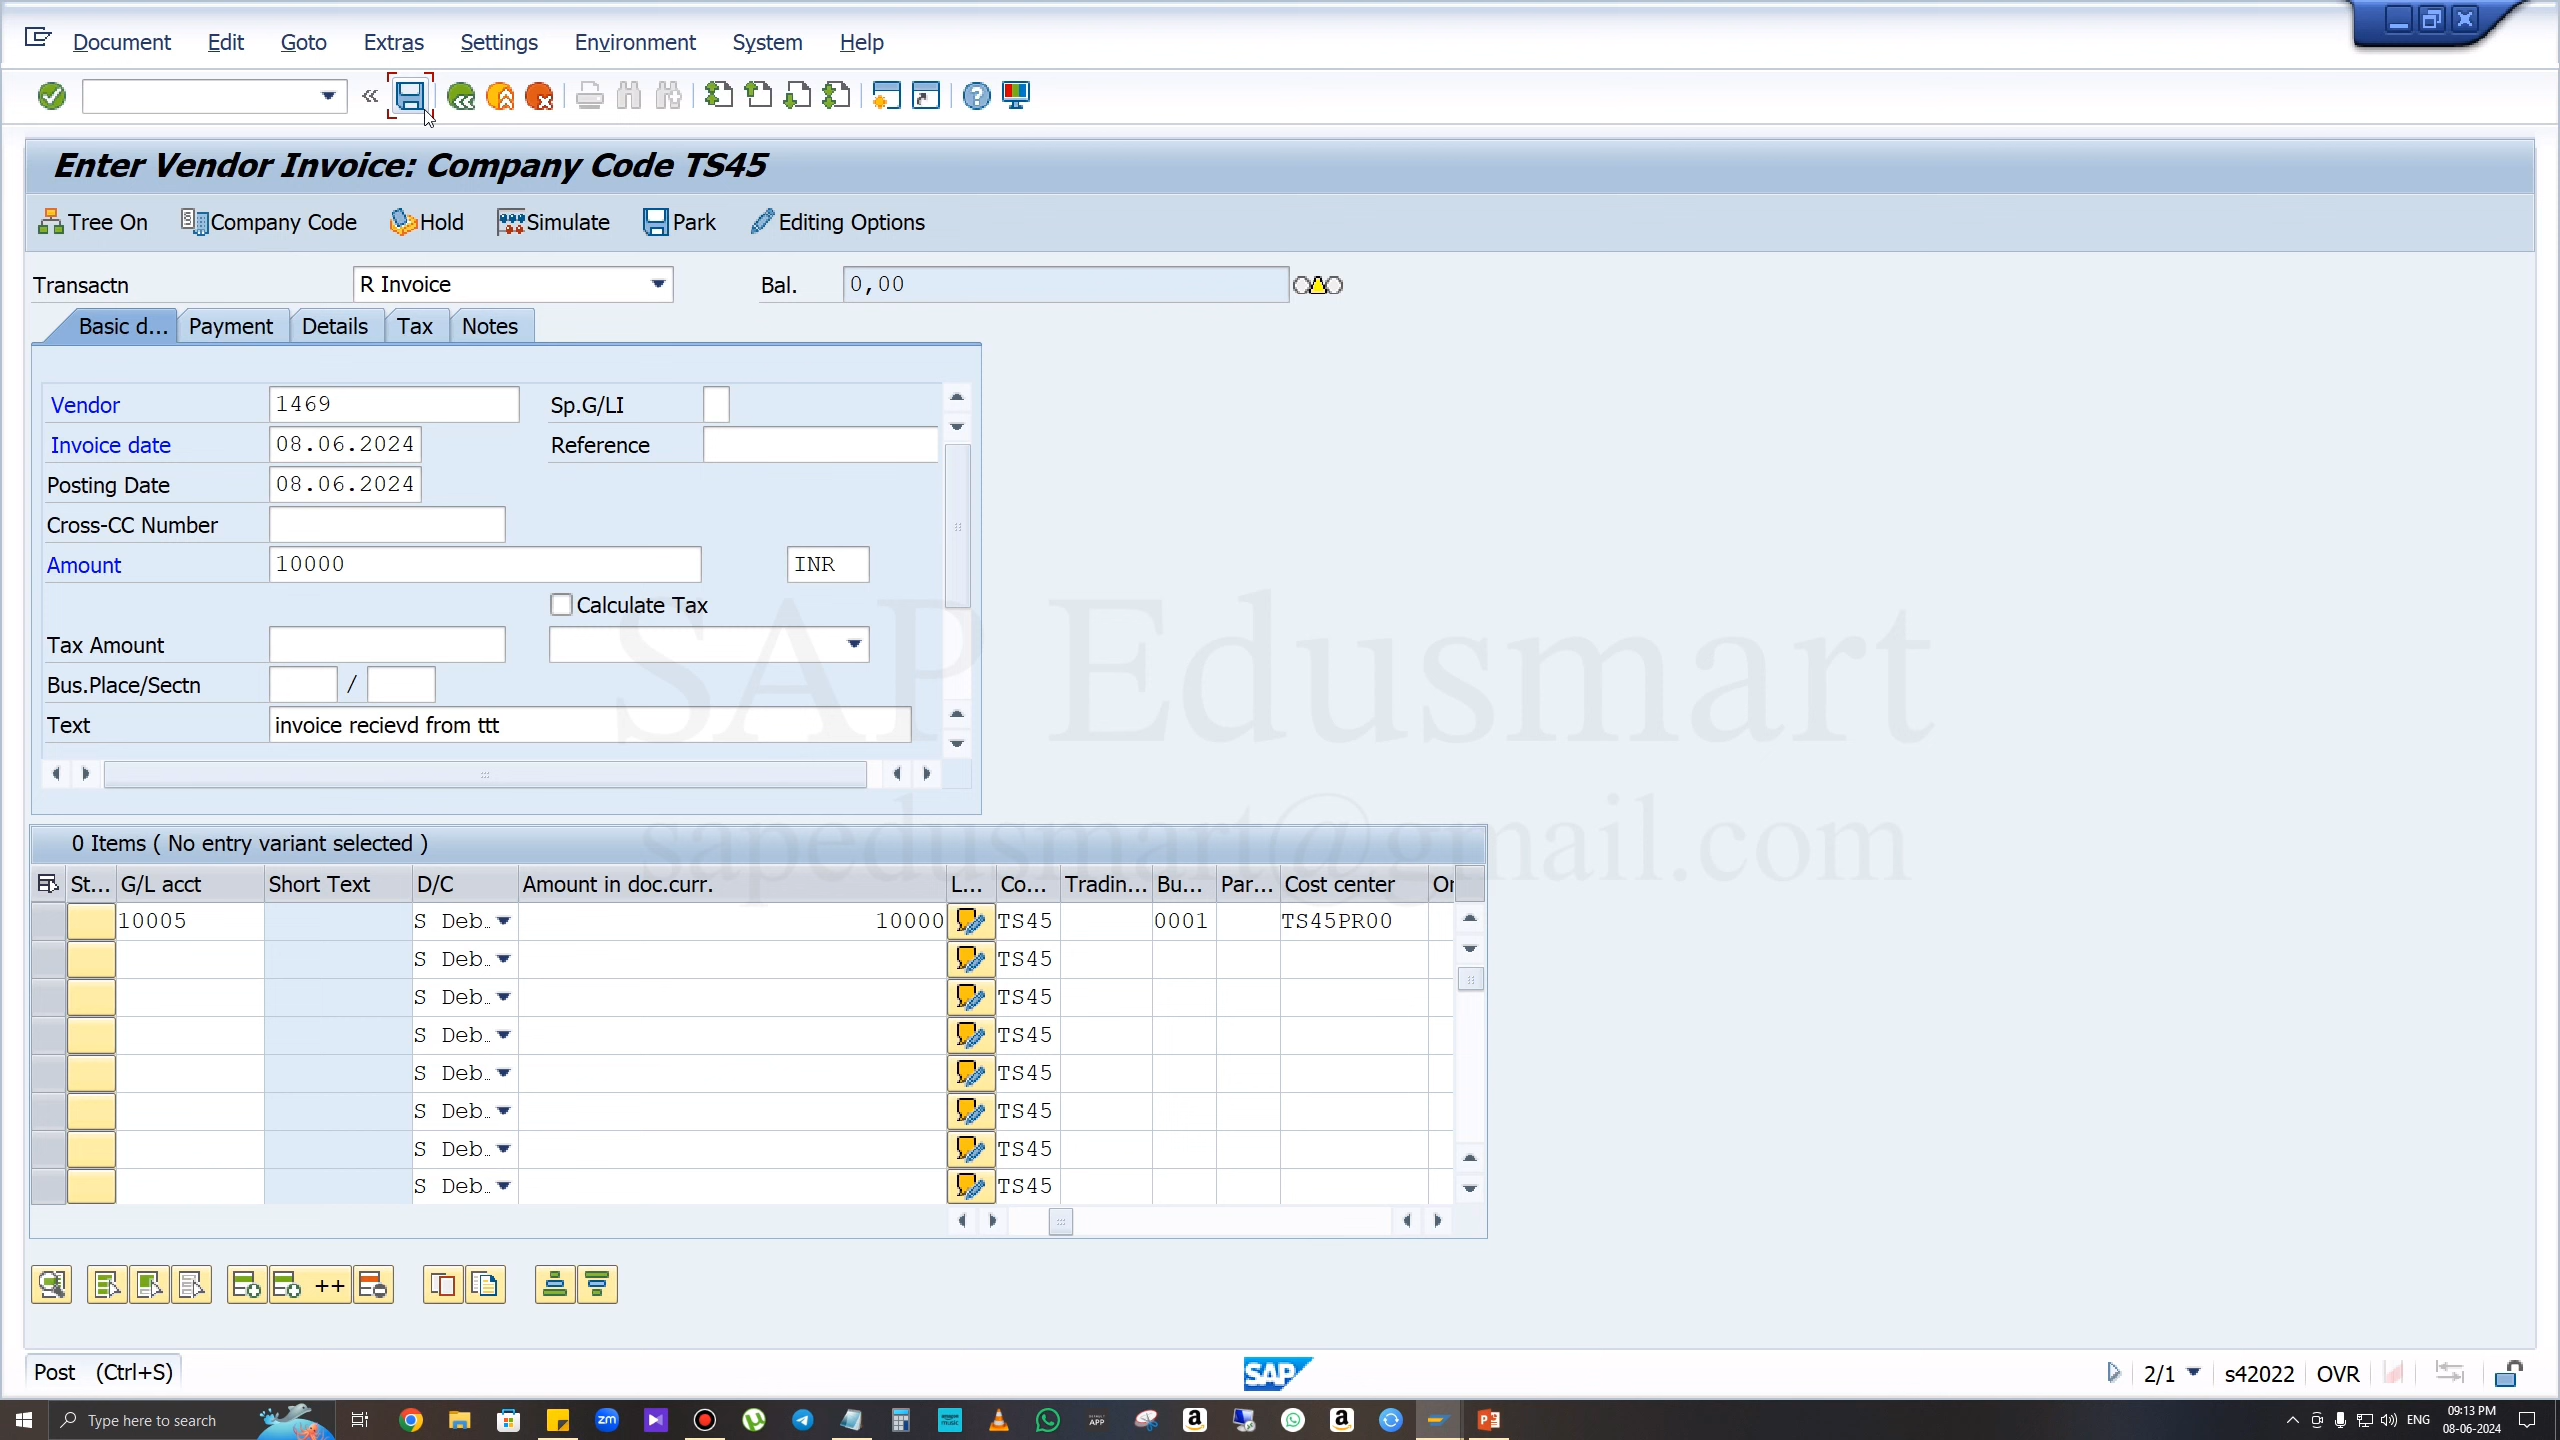 Document Edit Goto Extras Settings Environment System Help
Enter Vendor Invoice: Company Code TS45
Tree On Company Code Hold Simulate Park Editing Options
Transactn R Invoice Bal. 0,00
Basic d... Payment Details Tax Notes
Vendor 1469 Sp.G/LI
Invoice date 08.06.2024 Reference
Posting Date 08.06.2024
Cross-CC Number
Amount 10000 INR
Calculate Tax
Tax Amount
Bus.Place/Sectn /
Text invoice recievd from ttt
SAP Edusmart
sapedusmart@gmail.com
0 Items ( No entry variant selected )
St... G/L acct Short Text D/C Amount in doc.curr. L... Co... Tradin... Bu... Par... Cost center Or
10005 S Deb… 10000 TS45 0001 TS45PR00
S Deb… TS45
S Deb… TS45
S Deb… TS45
S Deb… TS45
S Deb… TS45
S Deb… TS45
S Deb… TS45
++
Post (Ctrl+S) SAP 2/1 s42022 OVR
Type here to search zm APP a a ENG 09:13 PM
08-06-2024